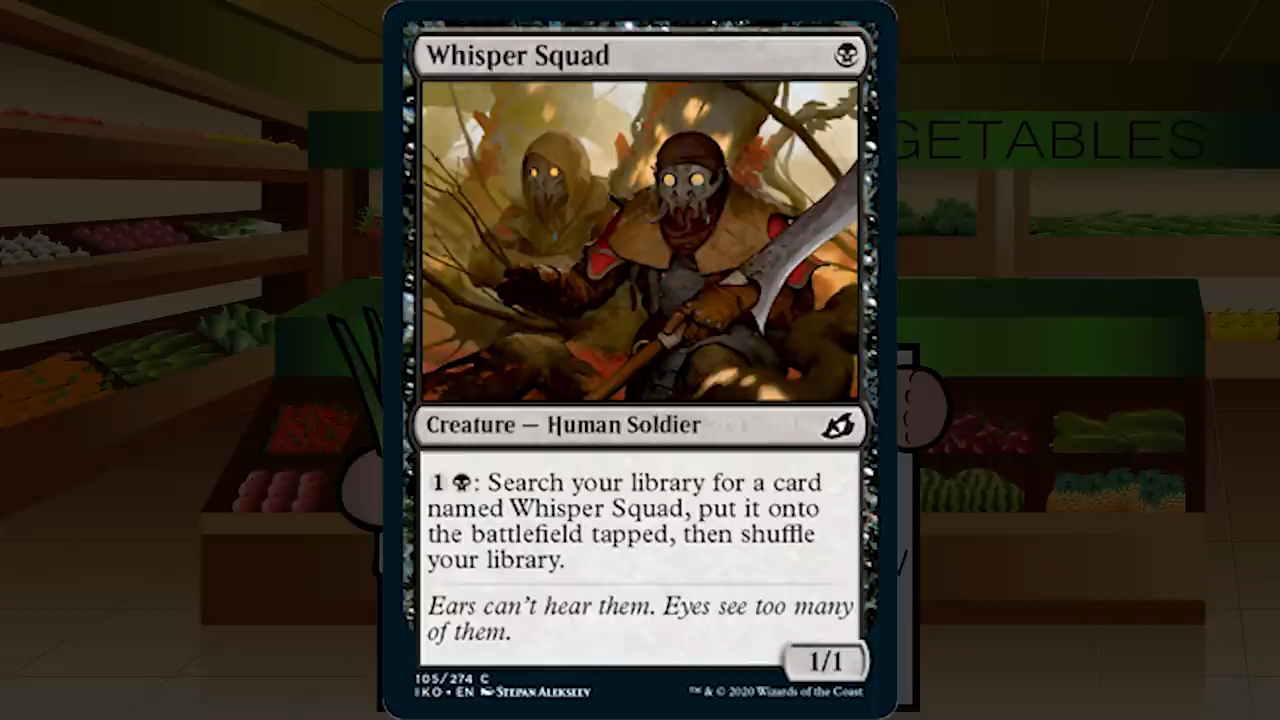 Whisper Squad
GETABLES
Creature — Human Soldier
1 : Search your library for a card
named Whisper Squad, put it onto
the battlefield tapped, then shuffle
your library.
Ears can't hear them. Eyes see too many
of them.
1/1
105/274 C
IKO • EN STEPAN ALEKSEEV
™ & © 2020 Wizards of the Coast